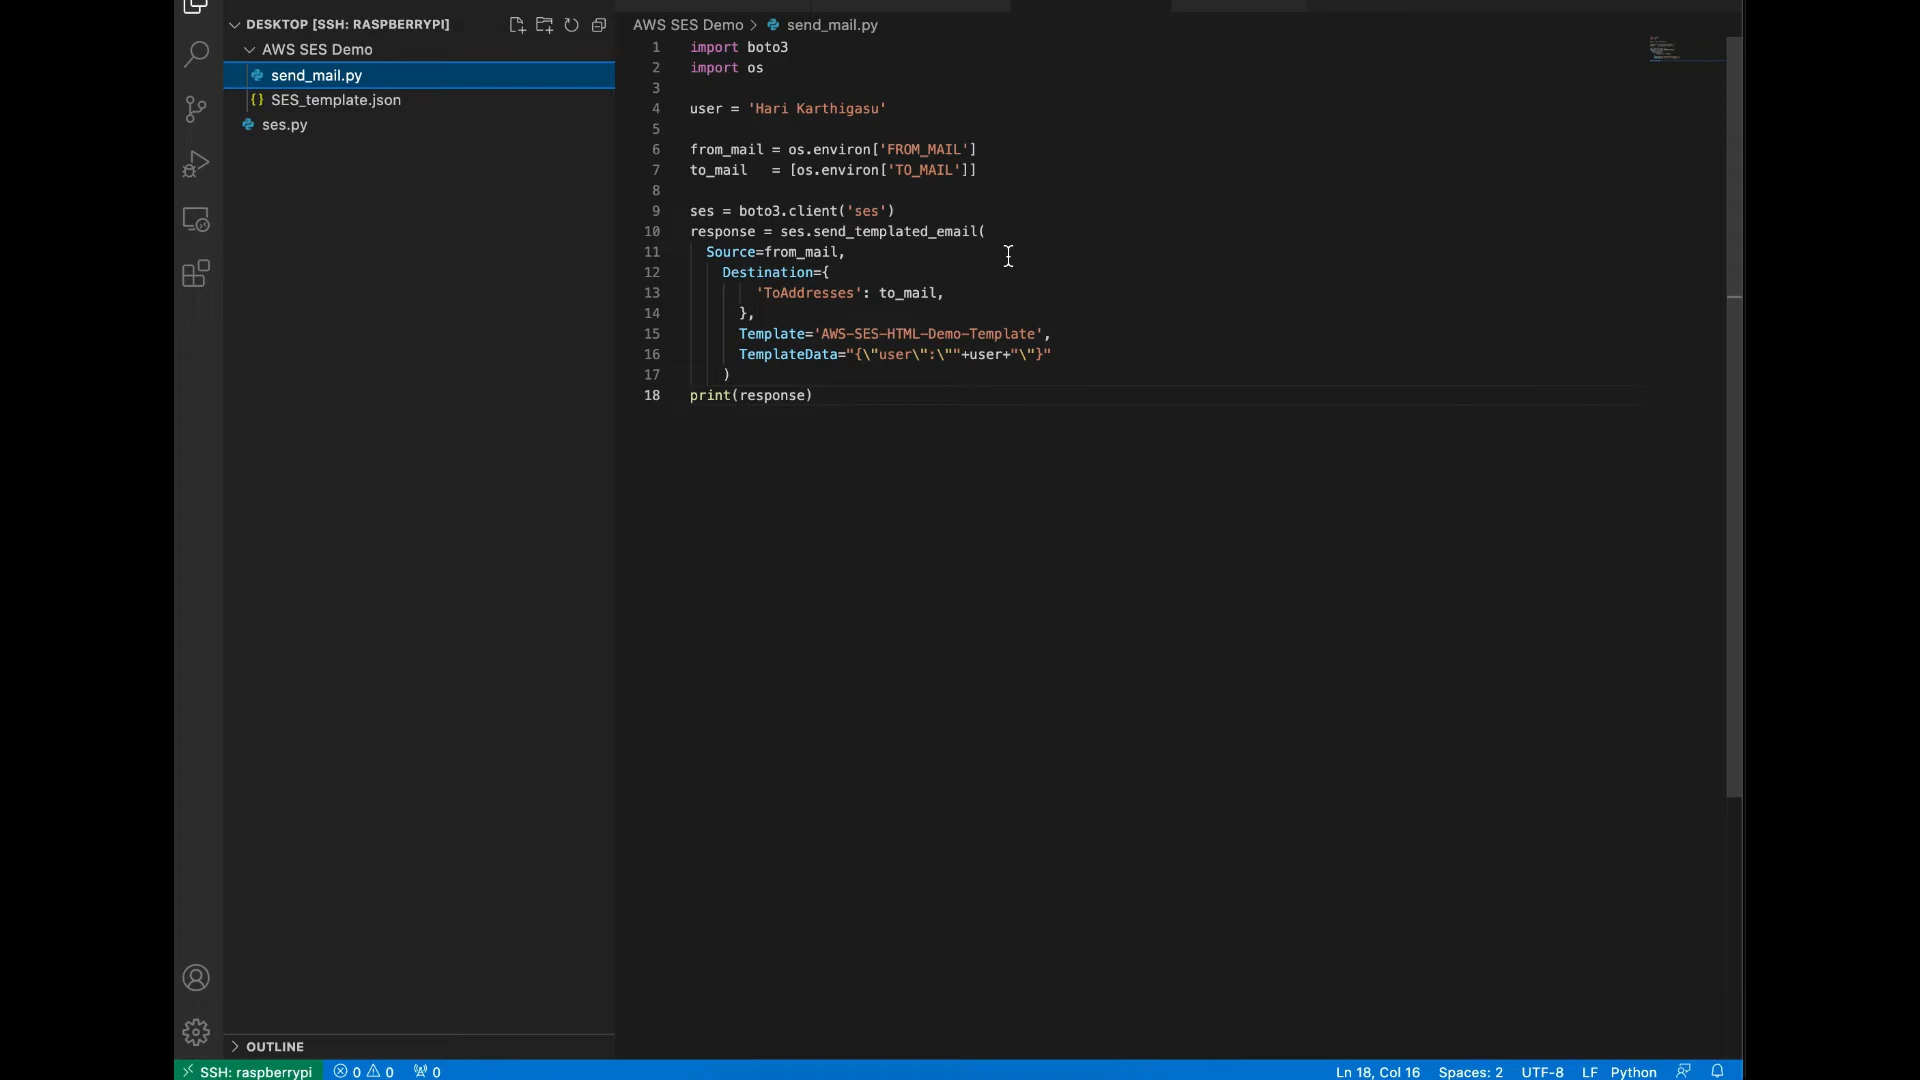 DESKTOP [SSH: RASPBERRYPI]
AWS SES Demo
send_mail.py
{} SES_template.json
ses.py
OUTLINE
AWS SES Demo > send_mail.py
1 import boto3
2 import os
3
4 user = 'Hari Karthigasu'
5
6 from_mail = os.environ['FROM_MAIL']
7 to_mail   = [os.environ['TO_MAIL']]
8
9 ses = boto3.client('ses')
10 response = ses.send_templated_email(
11   Source=from_mail,
12     Destination={
13         'ToAddresses': to_mail,
14       },
15       Template='AWS-SES-HTML-Demo-Template',
16       TemplateData="{\"user\":\""+user+"\"}"
17     )
18 print(response)
SSH: raspberrypi 0 0 0 Ln 18, Col 16 Spaces: 2 UTF-8 LF Python